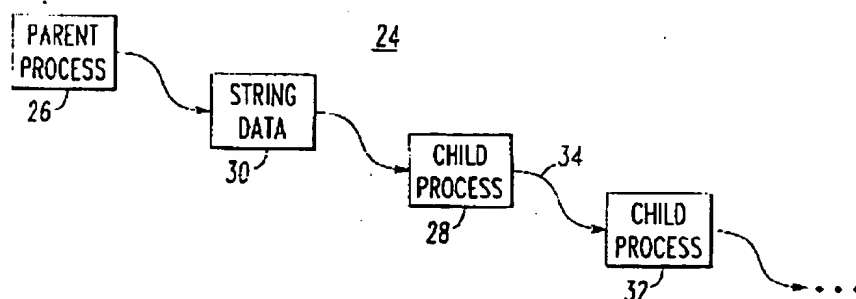 PARENT
PROCESS
26
24
STRING
DATA
30
CHILD
PROCESS
28
34
CHILD
PROCESS
32